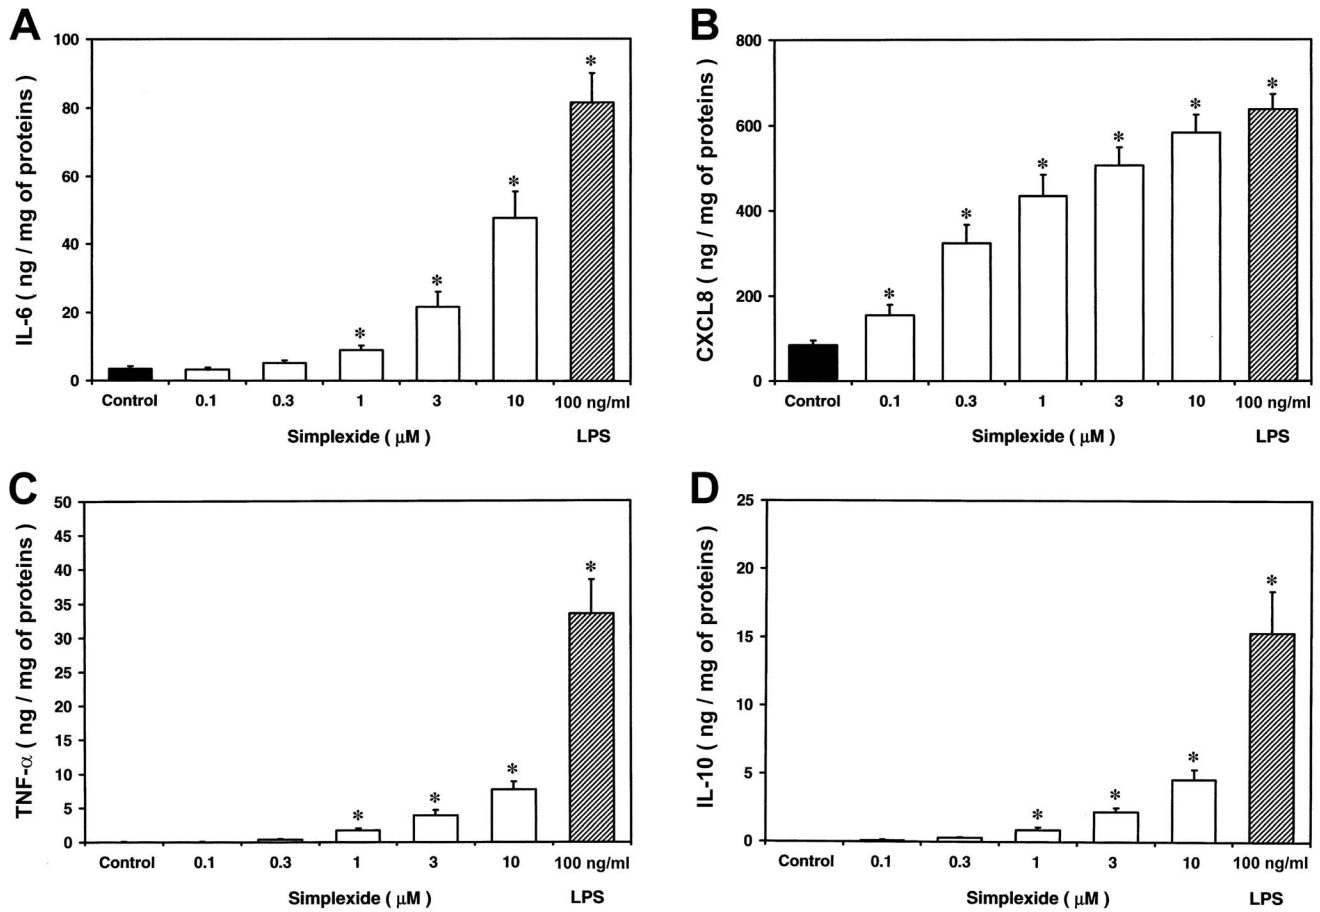 A
IL-6 ( ng / mg of proteins )
100
80
60
40
20
0
*
*
*
*
Control 0.1 0.3 1 3 10 100 ng/ml
Simplexide ( μM ) LPS
B
CXCL8 ( ng / mg of proteins )
800
600
400
200
0
*
*
*
*
*
*
Control 0.1 0.3 1 3 10 100 ng/ml
Simplexide ( μM ) LPS
C
TNF-α ( ng / mg of proteins )
50
45
40
35
30
25
20
15
10
5
0
*
*
*
*
Control 0.1 0.3 1 3 10 100 ng/ml
Simplexide ( μM ) LPS
D
IL-10 ( ng / mg of proteins )
25
20
15
10
5
0
*
*
*
*
Control 0.1 0.3 1 3 10 100 ng/ml
Simplexide ( μM ) LPS